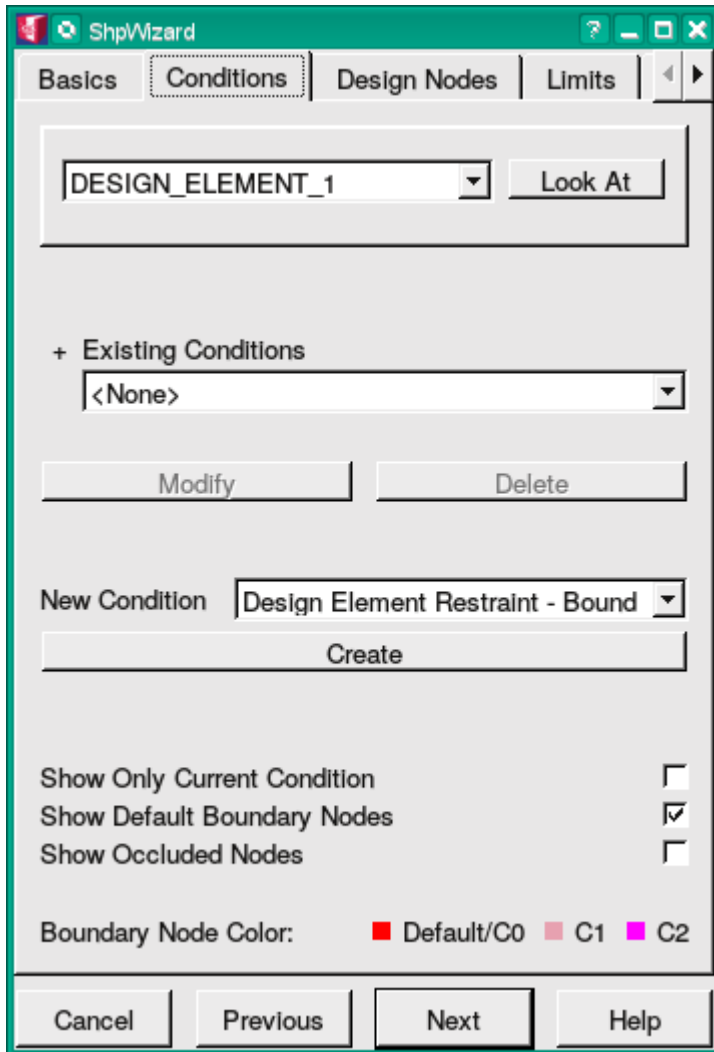 ShpWizard
Basics Conditions Design Nodes Limits
DESIGN_ELEMENT_1 Look At
+ Existing Conditions
<None>
Modify Delete
New Condition Design Element Restraint - Bound
Create
Show Only Current Condition
Show Default Boundary Nodes
Show Occluded Nodes
Boundary Node Color: Default/C0 C1 C2
Cancel Previous Next Help